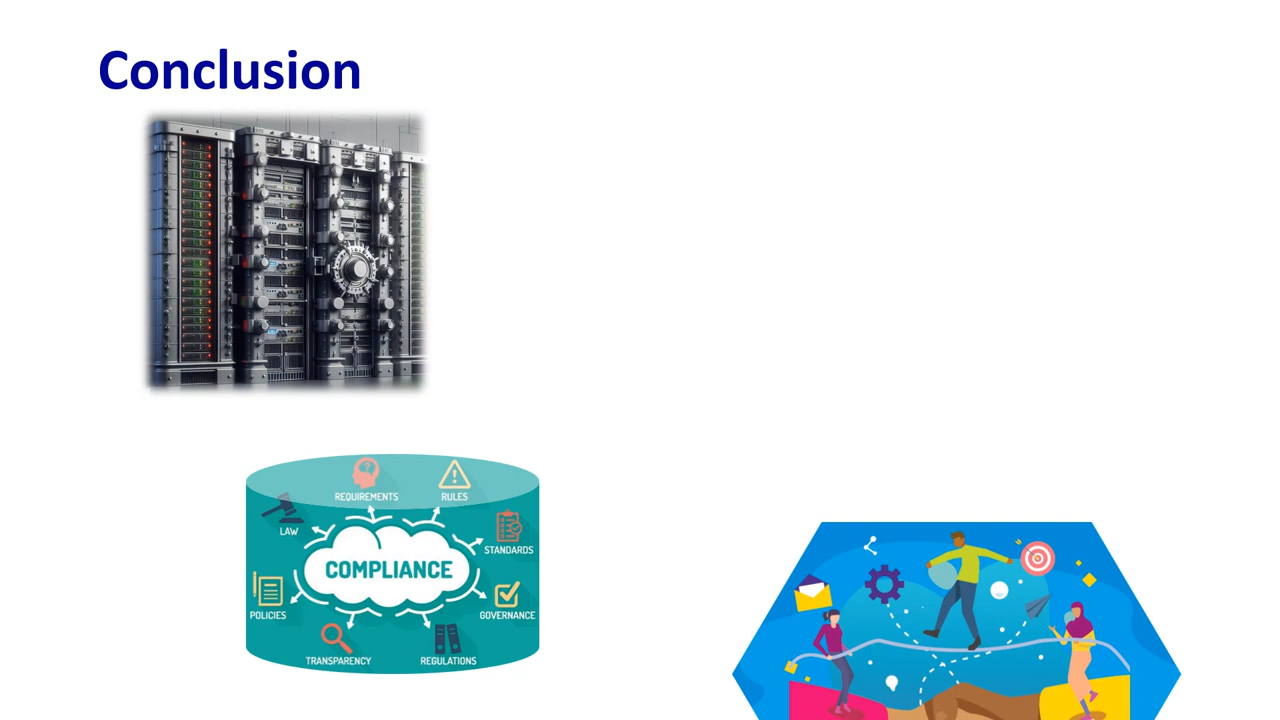 Conclusion
REQUIREMENTS
RULES
LAW
STANDARDS
COMPLIANCE
POLICIES
GOVERNANCE
TRANSPARENCY
REGULATIONS